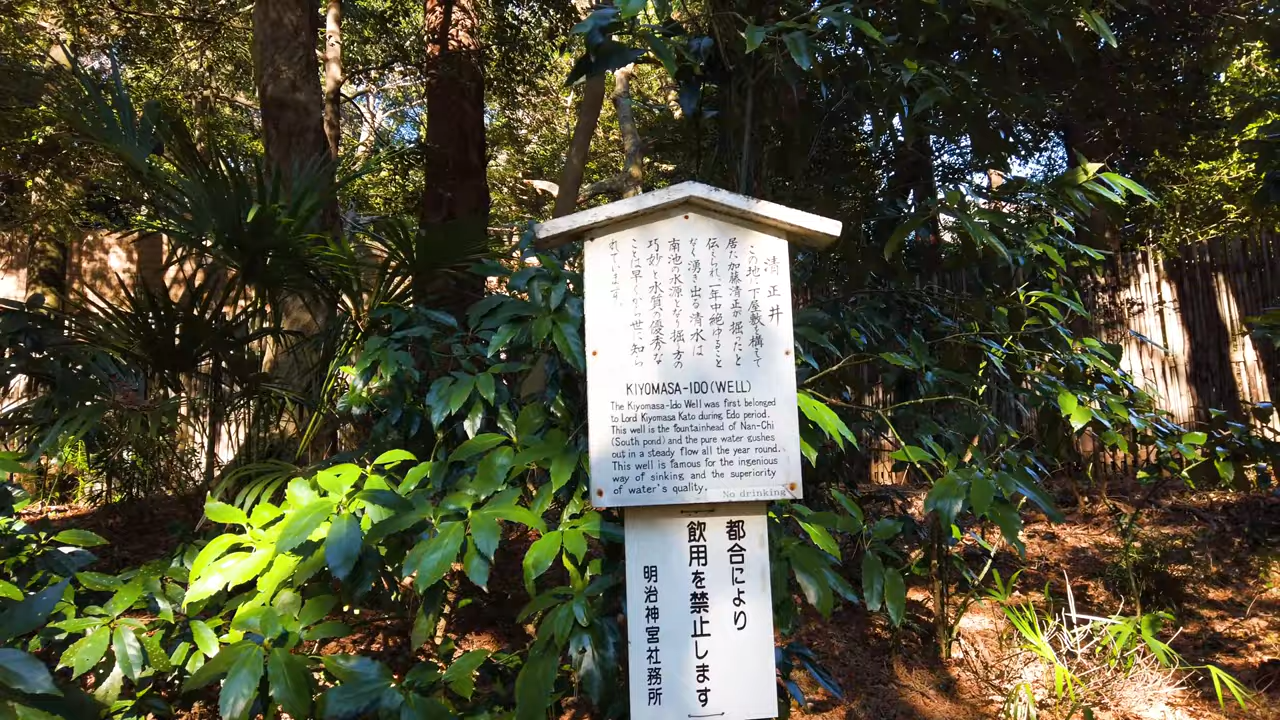 清正井
この地に下屋敷を構えて
居た加藤清正が掘ったと
伝えられ、一年中絶ゆること
なく湧き出る清水は
南池の水源となり掘り方の
巧妙と水質の優秀な
ことは早くから世に知ら
れています。
KIYOMASA-IDO (WELL)
The Kiyomasa-Ido Well was first belonged
to Lord Kiyomasa Kato during Edo period.
This well is the fountainhead of Nan-Chi
(South pond) and the pure water gushes
out in a steady flow all the year round.
This well is famous for the ingenious
way of sinking and the superiority
of water's quality.
No drinking
都合により
飲用を禁止します
明治神宮社務所